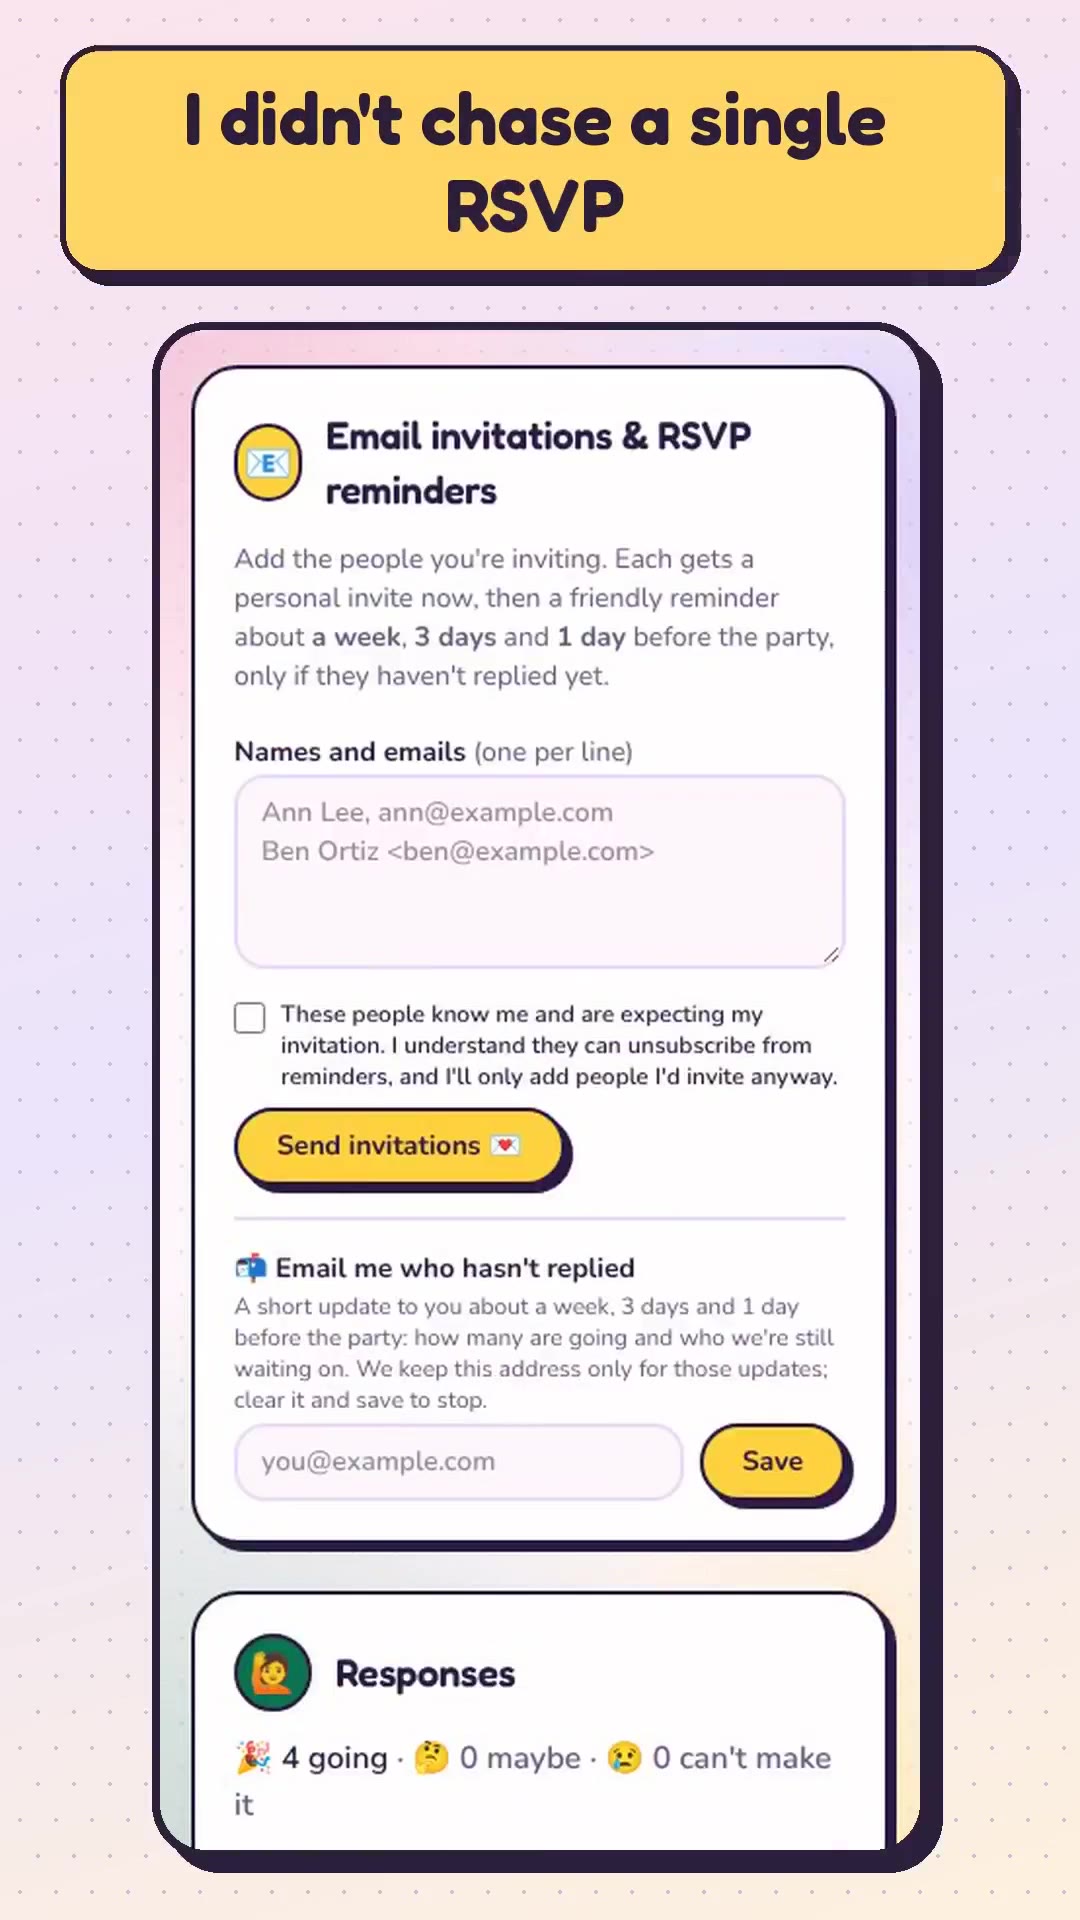 I didn't chase a single
RSVP
Email invitations & RSVP
reminders
Add the people you're inviting. Each gets a
personal invite now, then a friendly reminder
about a week, 3 days and 1 day before the party,
only if they haven't replied yet.
Names and emails (one per line)
Ann Lee, ann@example.com
Ben Ortiz <ben@example.com>
These people know me and are expecting my
invitation. I understand they can unsubscribe from
reminders, and I'll only add people I'd invite anyway.
Send invitations 💌
📬 Email me who hasn't replied
A short update to you about a week, 3 days and 1 day
before the party: how many are going and who we're still
waiting on. We keep this address only for those updates;
clear it and save to stop.
you@example.com
Save
Responses
🎉 4 going · 🤔 0 maybe · 😢 0 can't make
it